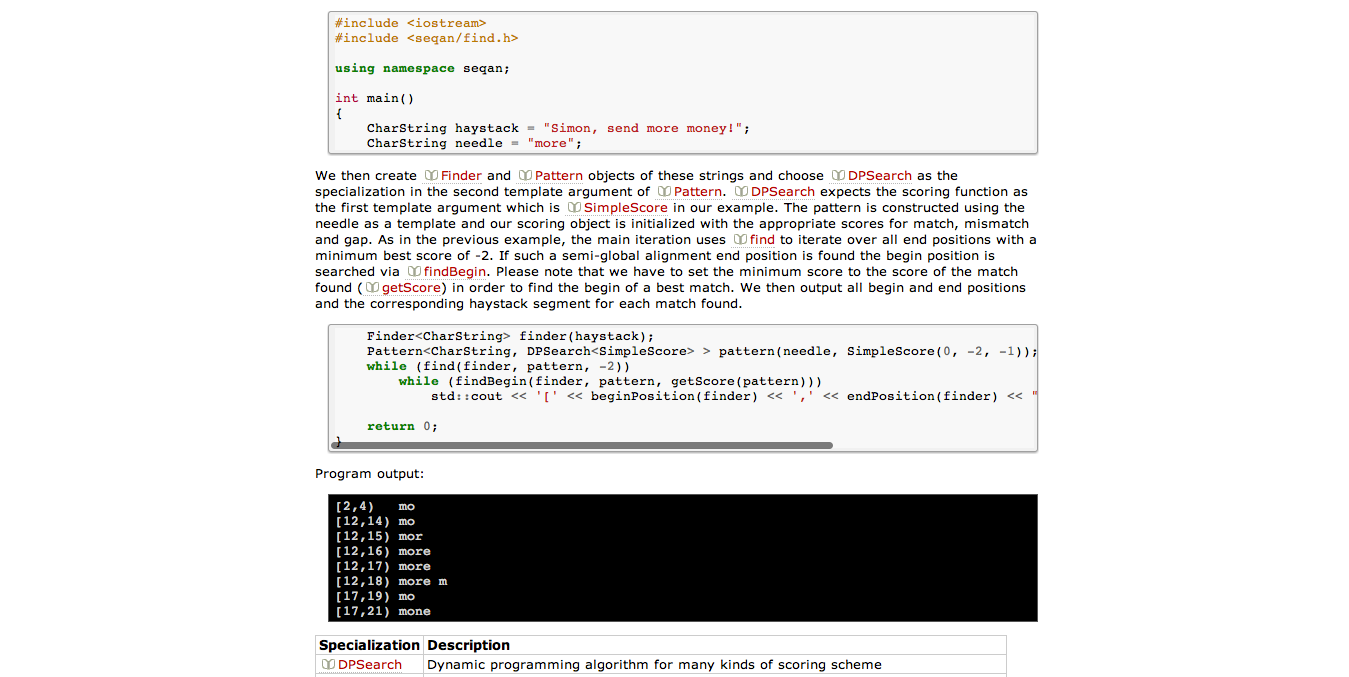 #include <iostream>
#include <seqan/find.h>
using namespace seqan;
int main()
{
    CharString haystack = "Simon, send more money!";
    CharString needle = "more";
We then create Finder and Pattern objects of these strings and choose DPSearch as the
specialization in the second template argument of Pattern. DPSearch expects the scoring function as
the first template argument which is SimpleScore in our example. The pattern is constructed using the
needle as a template and our scoring object is initialized with the appropriate scores for match, mismatch
and gap. As in the previous example, the main iteration uses find to iterate over all end positions with a
minimum best score of -2. If such a semi-global alignment end position is found the begin position is
searched via findBegin. Please note that we have to set the minimum score to the score of the match
found (getScore) in order to find the begin of a best match. We then output all begin and end positions
and the corresponding haystack segment for each match found.
    Finder<CharString> finder(haystack);
    Pattern<CharString, DPSearch<SimpleScore> > pattern(needle, SimpleScore(0, -2, -1));
    while (find(finder, pattern, -2))
        while (findBegin(finder, pattern, getScore(pattern)))
            std::cout << '[' << beginPosition(finder) << ',' << endPosition(finder) << "
    return 0;
}
Program output:
[2,4)   mo
[12,14) mo
[12,15) mor
[12,16) more
[12,17) more
[12,18) more m
[17,19) mo
[17,21) mone
Specialization Description
DPSearch Dynamic programming algorithm for many kinds of scoring scheme